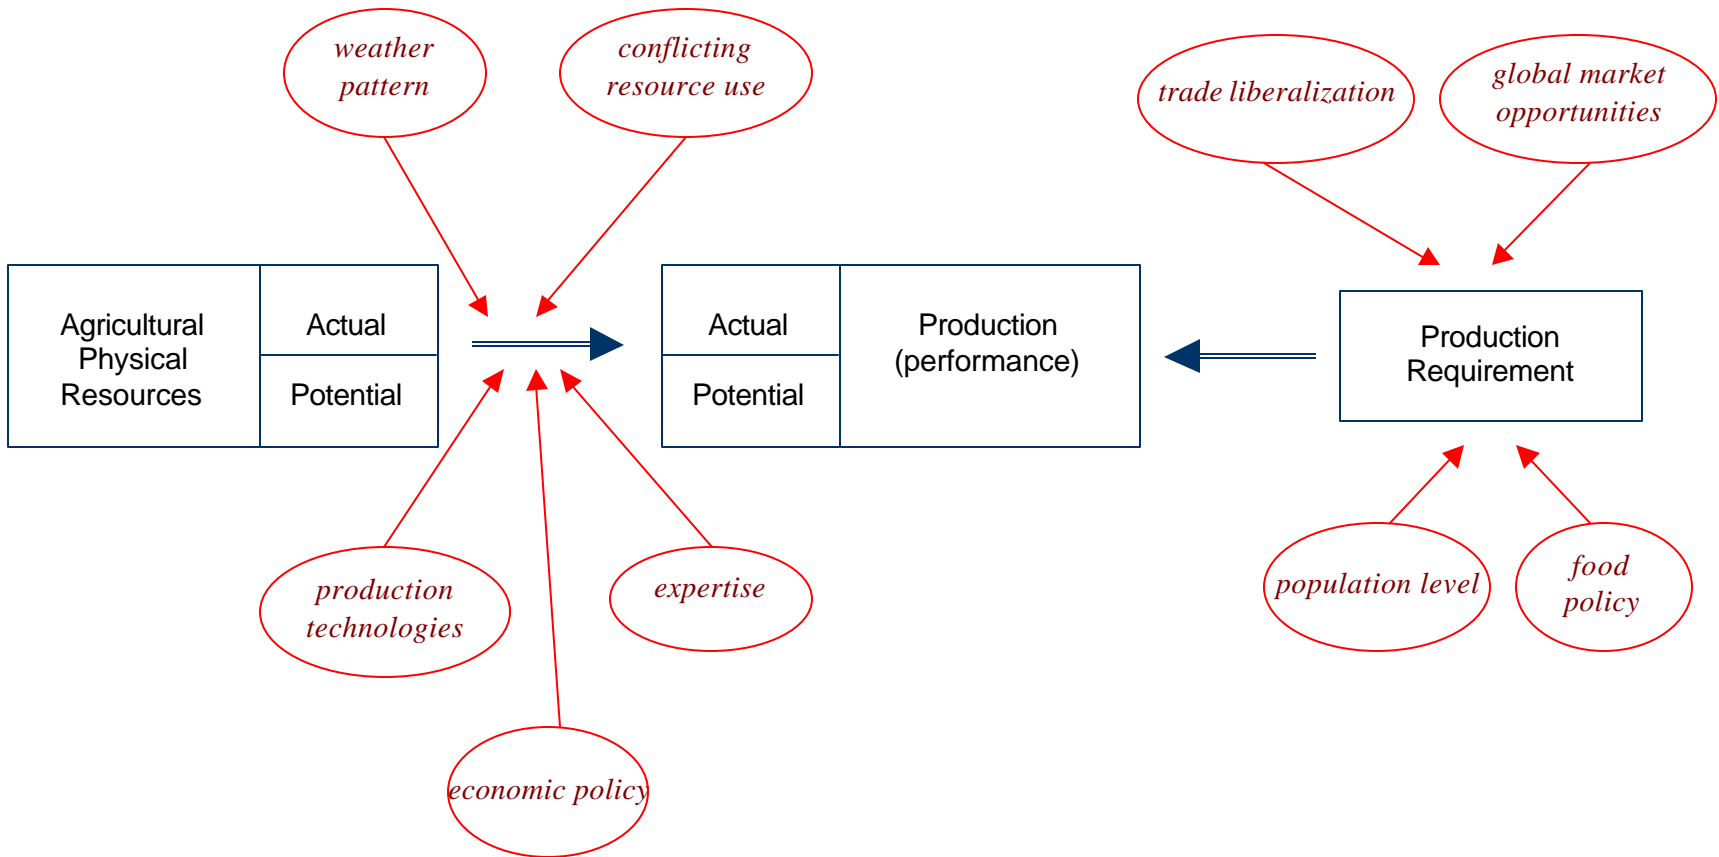 weather
pattern
conflicting
resource use
trade liberalization
global market
opportunities
Agricultural
Physical
Resources
Actual
Potential
Actual
Potential
Production
(performance)
Production
Requirement
production
technologies
expertise
population level
food
policy
economic policy